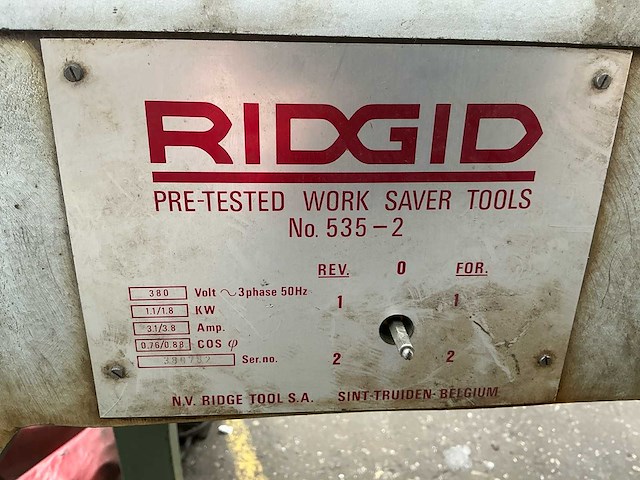 RIDGID
PRE-TESTED WORK SAVER TOOLS
No. 535-2
REV. 0 FOR.
380 Volt ~ 3 phase 50Hz
1 1
1.1/1.8 KW
3.1/3.8 Amp.
0,76/0.88 COS φ
2 2
Ser.no.
N.V. RIDGE TOOL S.A. SINT-TRUIDEN-BELGIUM